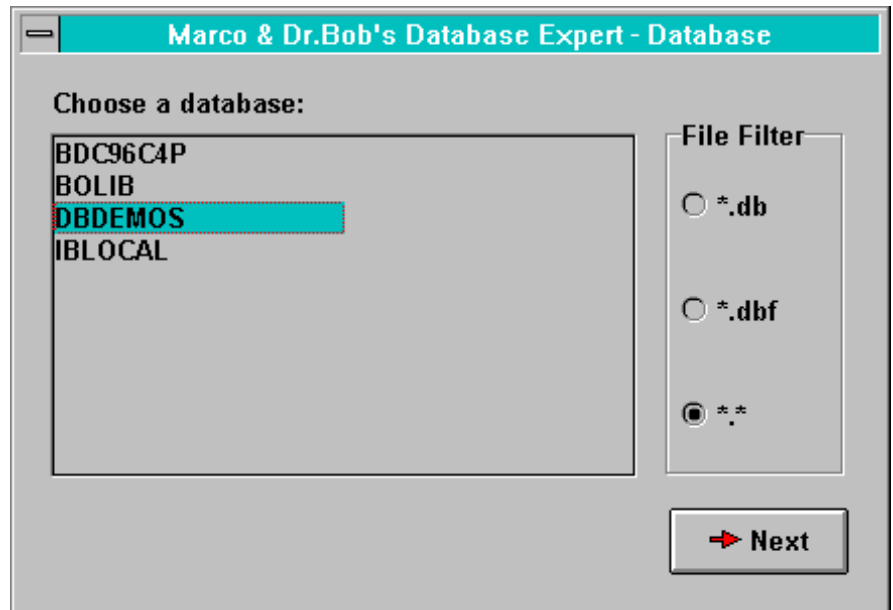 Marco & Dr.Bob's Database Expert - Database
Choose a database:
BDC96C4P
BOLIB
DBDEMOS
IBLOCAL
File Filter
*.db
*.dbf
*.*
Next